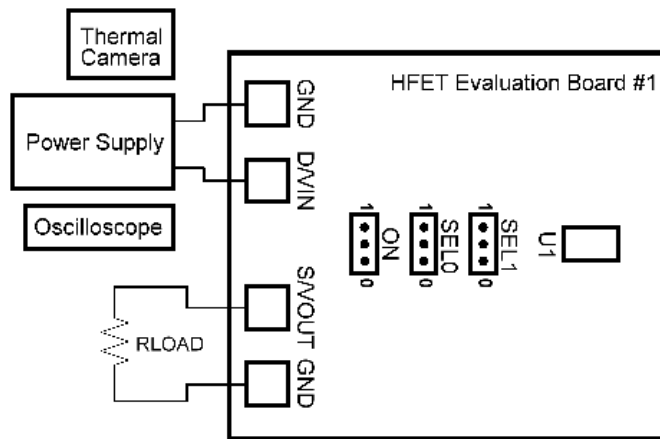 Thermal
Camera
HFET Evaluation Board #1
GND
Power Supply
D/VIN
Oscilloscope
1
ON
0
1
SEL0
0
1
SEL1
0
U1
S/VOUT
RLOAD
GND